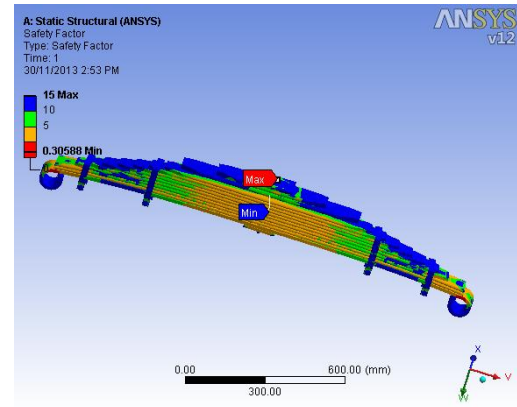 A: Static Structural (ANSYS)
Safety Factor
Type: Safety Factor
Time: 1
30/11/2013 2:53 PM
ANSYS
v12
15 Max
10
5
0.30588 Min
Max
Min
0.00
600.00 (mm)
300.00
X
V
W